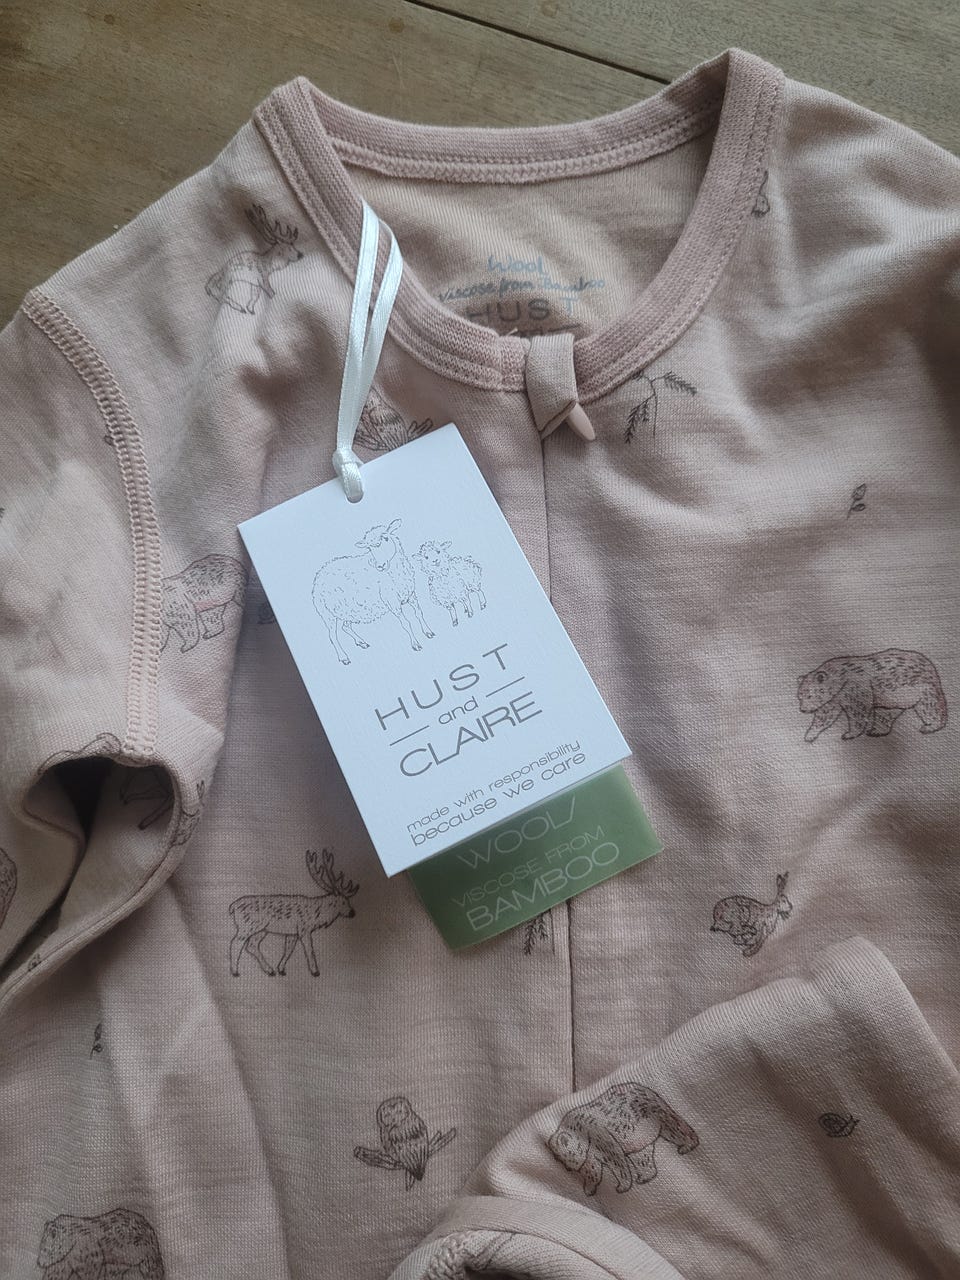 Wool
viscose from Bamboo
HUST
HUST
and
CLAIRE
made with responsibility
because we care
WOOL/
VISCOSE FROM
BAMBOO